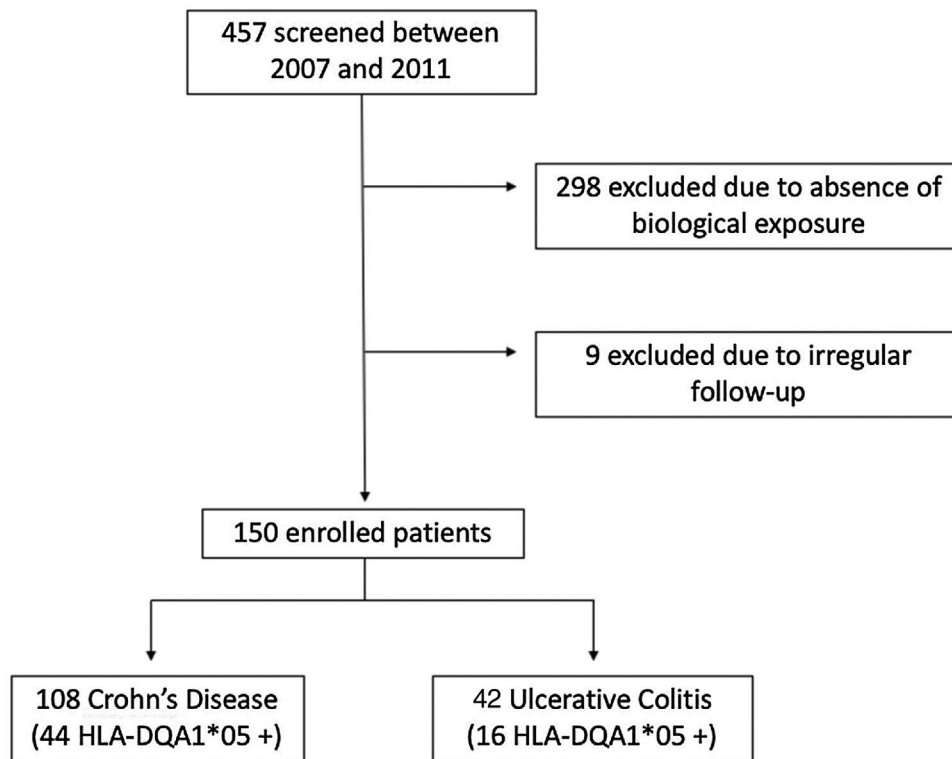 457 screened between
2007 and 2011
298 excluded due to absence of
biological exposure
9 excluded due to irregular
follow-up
150 enrolled patients
108 Crohn’s Disease
(44 HLA-DQA1*05 +)
42 Ulcerative Colitis
(16 HLA-DQA1*05 +)